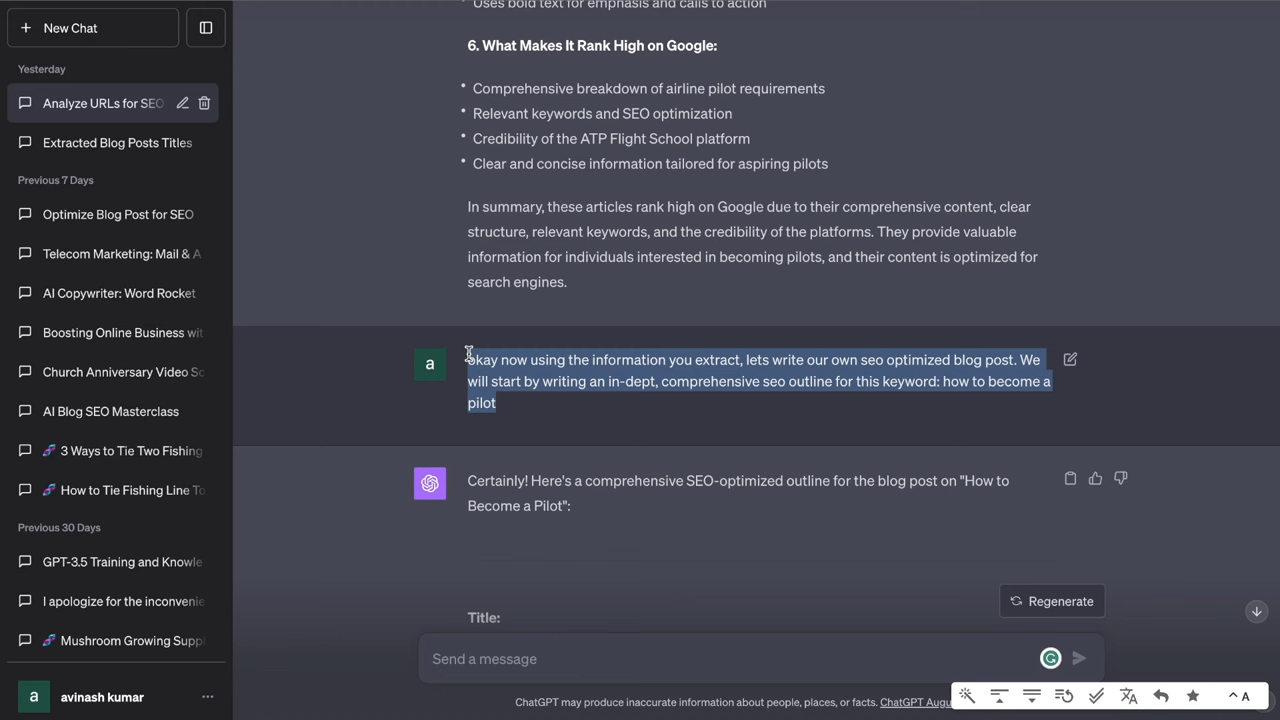 New Chat
Yesterday
Analyze URLs for SEO
Extracted Blog Posts Titles
Previous 7 Days
Optimize Blog Post for SEO
Telecom Marketing: Mail & A
AI Copywriter: Word Rocket
Boosting Online Business wit
Church Anniversary Video Sc
AI Blog SEO Masterclass
3 Ways to Tie Two Fishing
How to Tie Fishing Line To
Previous 30 Days
GPT-3.5 Training and Knowle
I apologize for the inconvenie
Mushroom Growing Suppl
a
avinash kumar
Uses bold text for emphasis and calls to action
6. What Makes It Rank High on Google:
Comprehensive breakdown of airline pilot requirements
Relevant keywords and SEO optimization
Credibility of the ATP Flight School platform
Clear and concise information tailored for aspiring pilots
In summary, these articles rank high on Google due to their comprehensive content, clear
structure, relevant keywords, and the credibility of the platforms. They provide valuable
information for individuals interested in becoming pilots, and their content is optimized for
search engines.
a
okay now using the information you extract, lets write our own seo optimized blog post. We
will start by writing an in-dept, comprehensive seo outline for this keyword: how to become a
pilot
Certainly! Here's a comprehensive SEO-optimized outline for the blog post on "How to
Become a Pilot":
Regenerate
Title:
Send a message
ChatGPT may produce inaccurate information about people, places, or facts. ChatGPT Augu
A